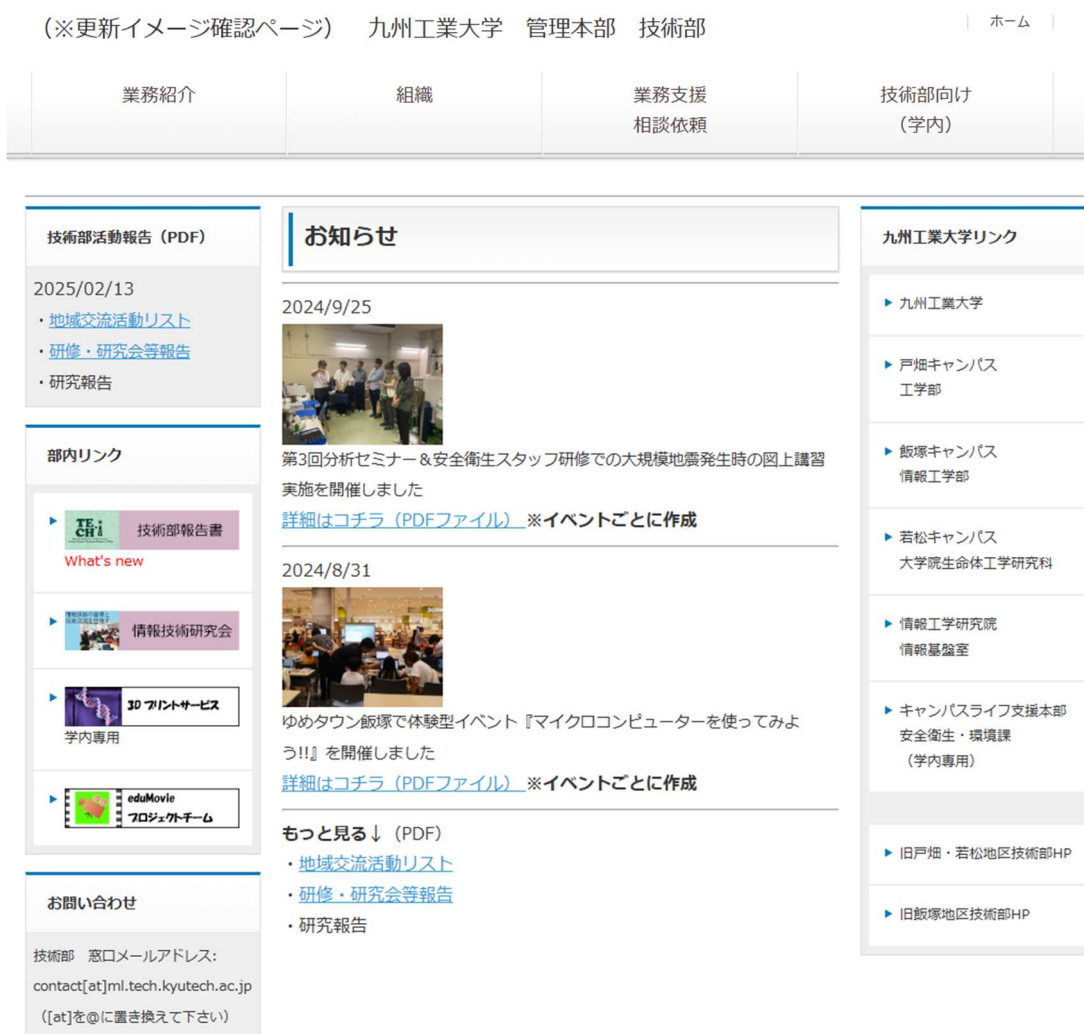 （※更新イメージ確認ページ）　九州工業大学　管理本部　技術部
ホーム
業務紹介
組織
業務支援
相談依頼
技術部向け
（学内）
技術部活動報告（PDF）
2025/02/13
・地域交流活動リスト
・研修・研究会等報告
・研究報告
部内リンク
TECH i
技術部報告書
What's new
情報技術研究会
3D プリントサービス
学内専用
eduMovie
プロジェクトチーム
お問い合わせ
技術部　窓口メールアドレス:
contact[at]ml.tech.kyutech.ac.jp
（[at]を@に置き換えて下さい）
お知らせ
2024/9/25
第3回分析セミナー＆安全衛生スタッフ研修での大規模地震発生時の図上講習
実施を開催しました
詳細はコチラ（PDFファイル） ※イベントごとに作成
2024/8/31
ゆめタウン飯塚で体験型イベント『マイクロコンピューターを使ってみよ
う!!』を開催しました
詳細はコチラ（PDFファイル） ※イベントごとに作成
もっと見る↓（PDF）
・地域交流活動リスト
・研修・研究会等報告
・研究報告
九州工業大学リンク
九州工業大学
戸畑キャンパス
工学部
飯塚キャンパス
情報工学部
若松キャンパス
大学院生命体工学研究科
情報工学研究院
情報基盤室
キャンパスライフ支援本部
安全衛生・環境課
（学内専用）
旧戸畑・若松地区技術部HP
旧飯塚地区技術部HP